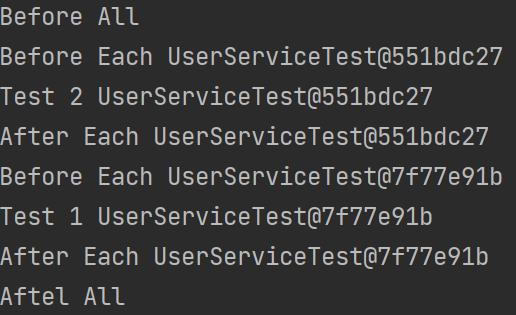 Before All
Before Each UserServiceTest@551bdc27
Test 2 UserServiceTest@551bdc27
After Each UserServiceTest@551bdc27
Before Each UserServiceTest@7f77e91b
Test 1 UserServiceTest@7f77e91b
After Each UserServiceTest@7f77e91b
Aftel All